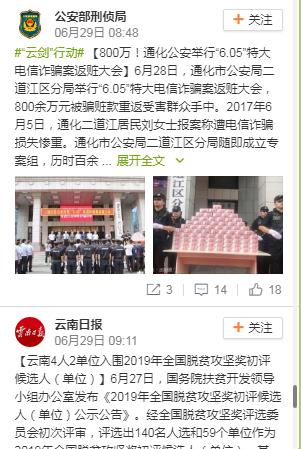 公安部刑侦局
06月29日 08:48
+ 关注
#“云剑”行动# 【800万！通化公安举行“6.05”特大
电信诈骗案返赃大会】6月28日，通化市公安局二
道江区分局举行“6.05”特大电信诈骗案返赃大会，
800余万元被骗赃款重返受害群众手中。2017年6
月5日，通化二道江居民刘女士报案称遭电信诈骗
损失惨重。通化市公安局二道江区分局随即成立专
案组，历时百余 ... 展开全文
道江区分局
3
14
18
云南日报
云南日报
06月29日 09:11
+ 关注
【云南4人2单位入围2019年全国脱贫攻坚奖初评
候选人（单位）】6月27日，国务院扶贫开发领导
小组办公室发布《2019年全国脱贫攻坚奖初评候
选人（单位）公示公告》。经全国脱贫攻坚奖评选
委员会初次评审，评选出140名人选和59个单位作